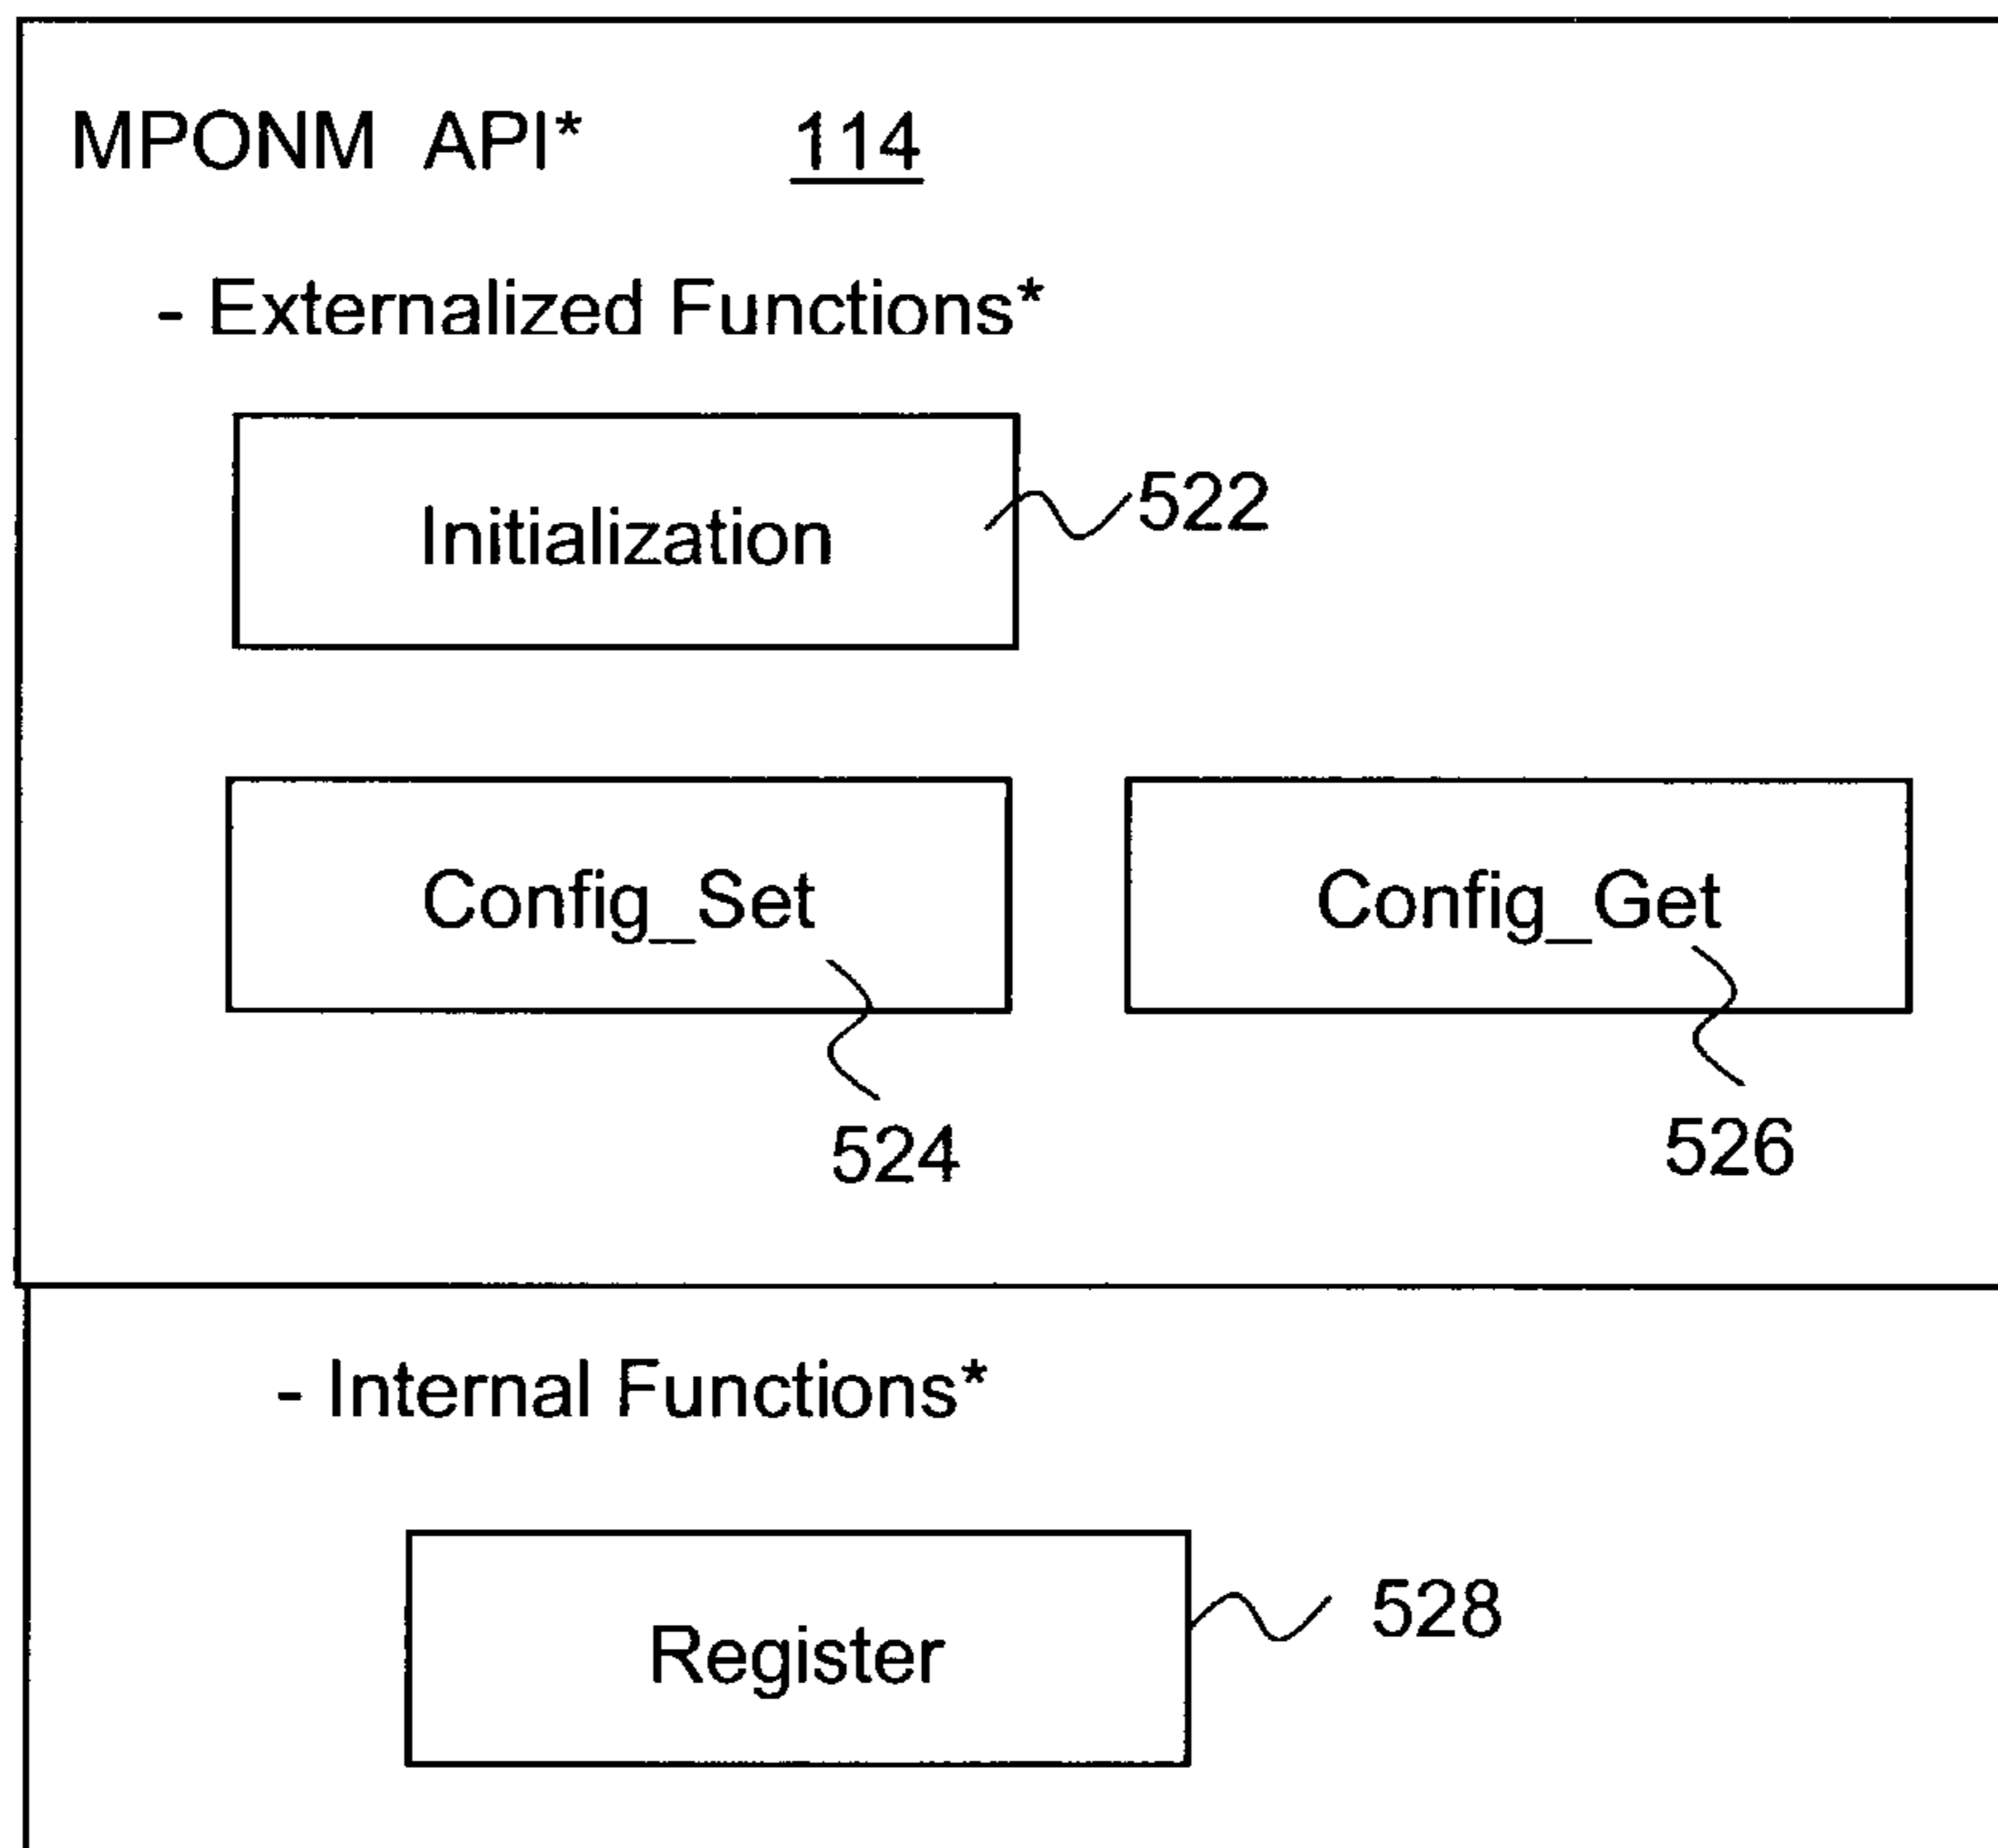 MPONM API* 114
- Externalized Functions*
Initialization
522
Config_Set
Config_Get
524
526
- Internal Functions*
Register
528